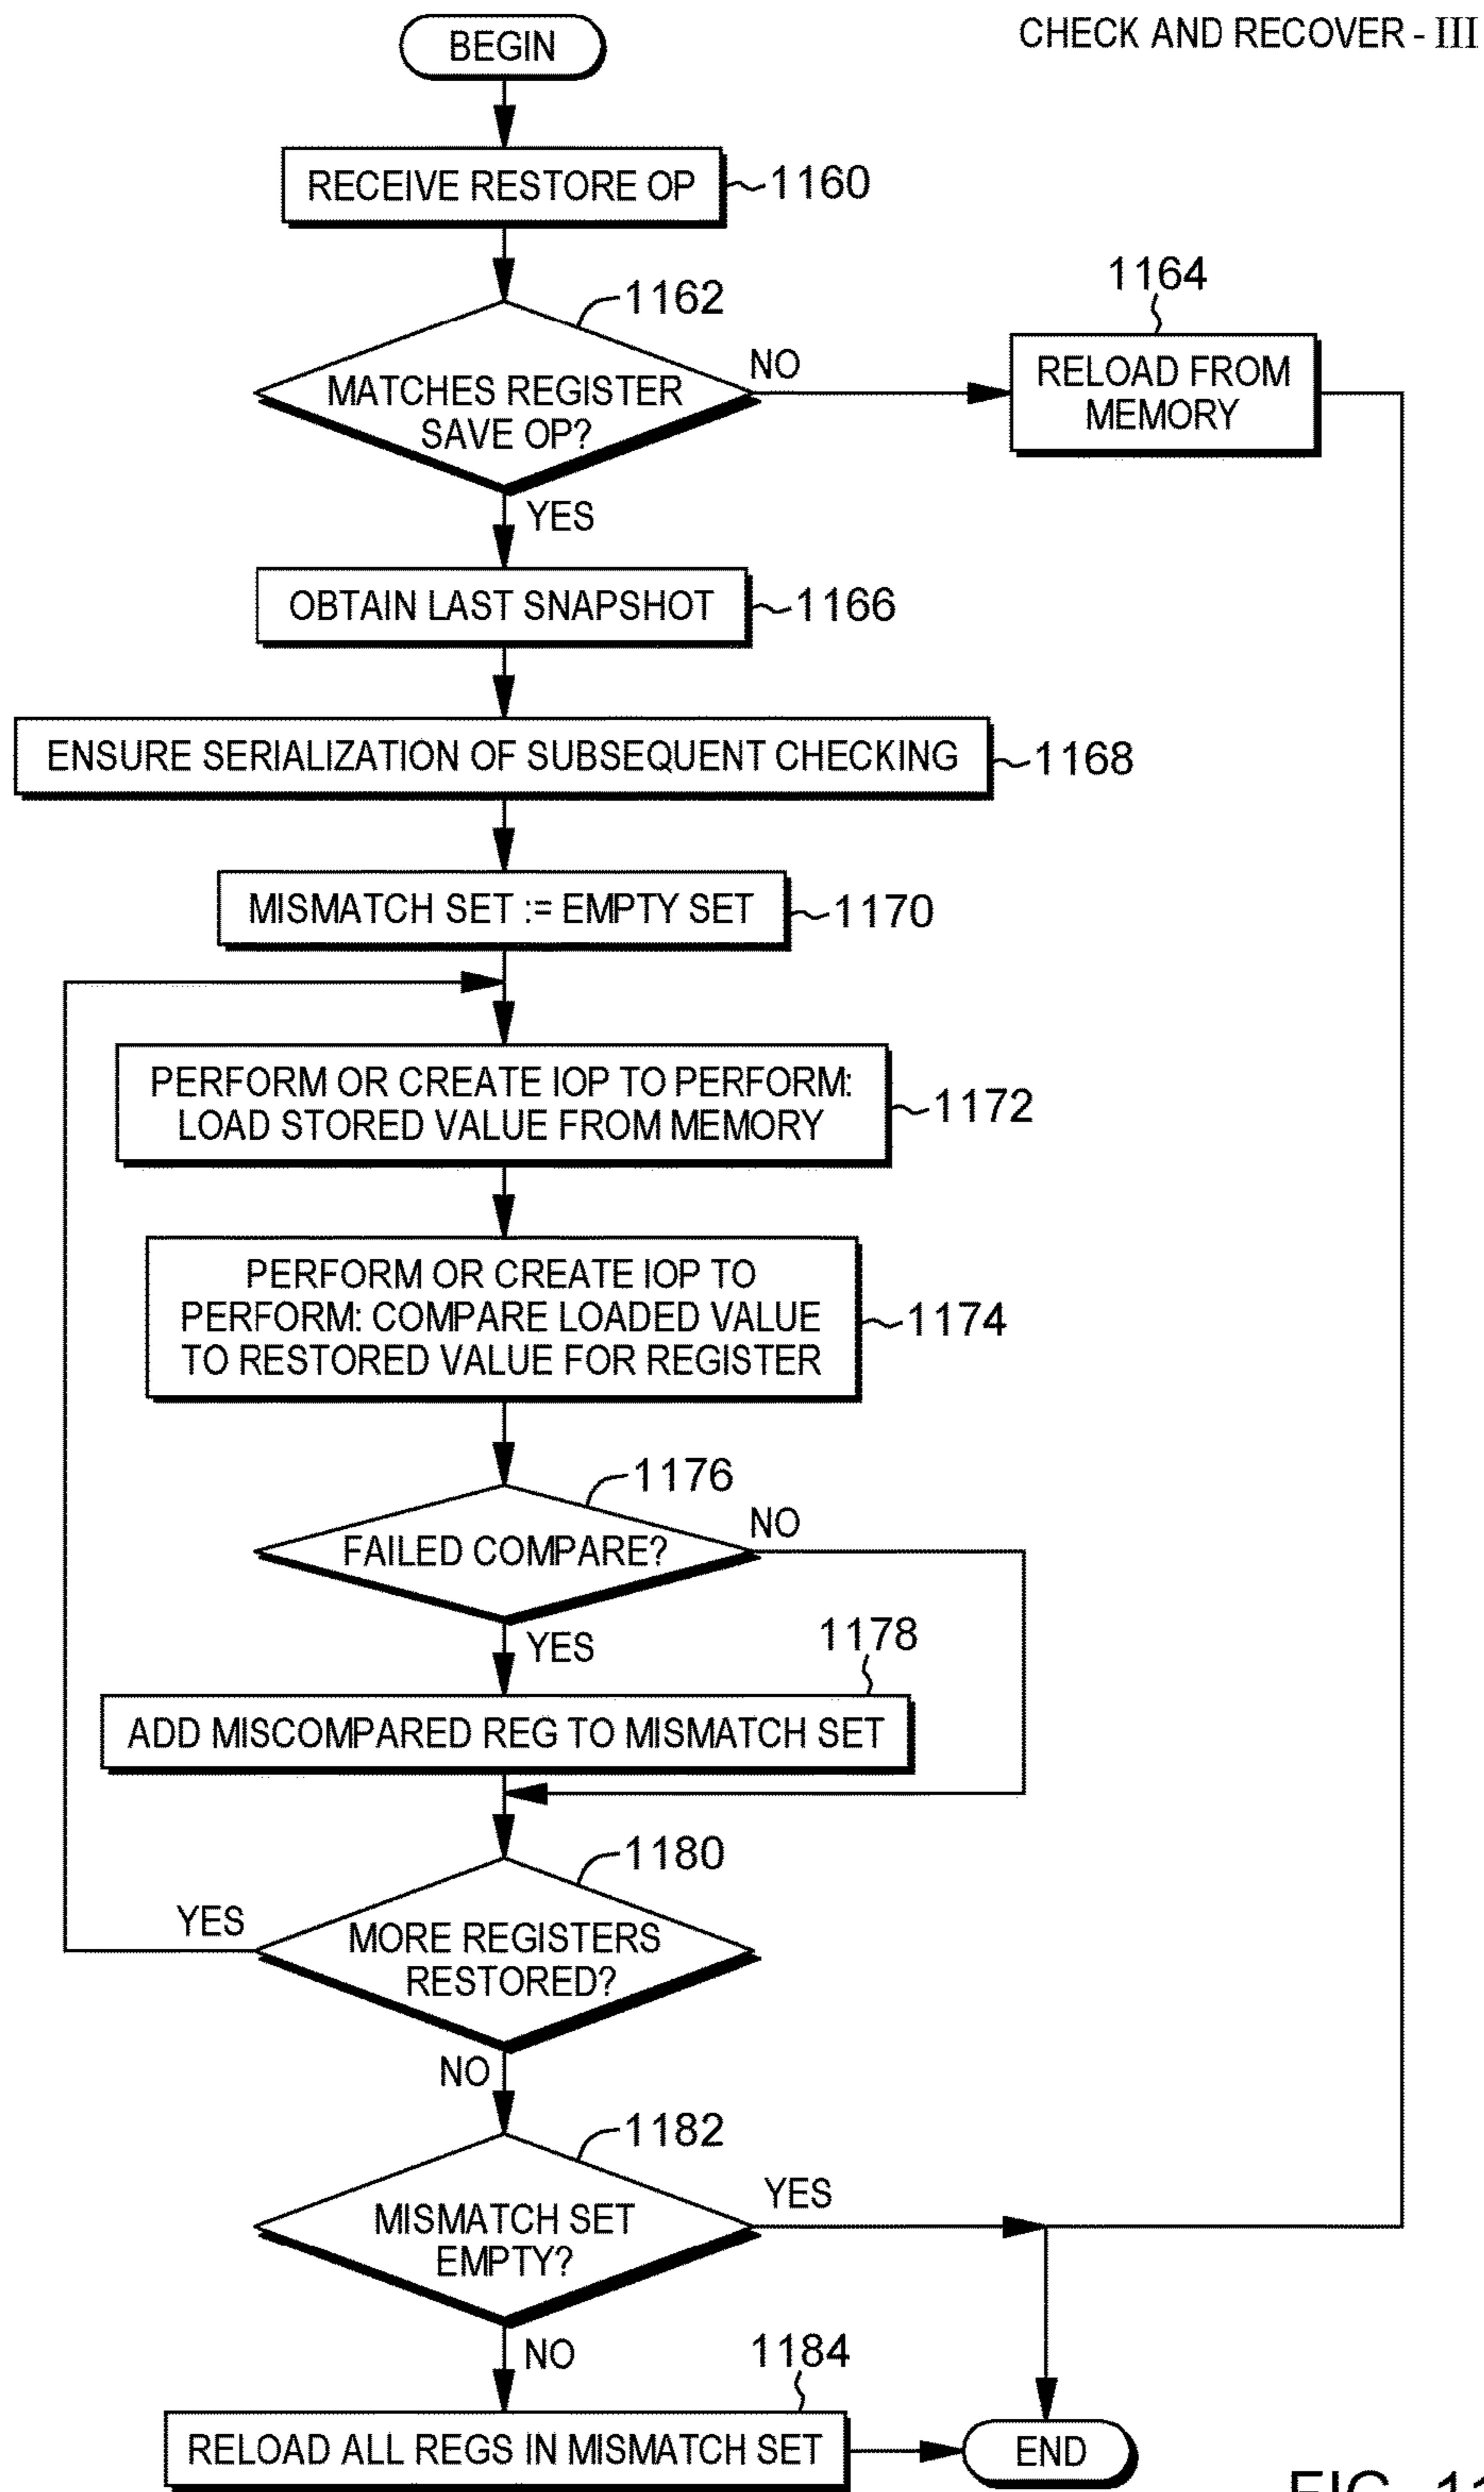 CHECK AND RECOVER - III
BEGIN
RECEIVE RESTORE OP
1160
1162
MATCHES REGISTER
SAVE OP?
NO
1164
RELOAD FROM
MEMORY
YES
OBTAIN LAST SNAPSHOT
1166
ENSURE SERIALIZATION OF SUBSEQUENT CHECKING
1168
MISMATCH SET := EMPTY SET
1170
PERFORM OR CREATE IOP TO PERFORM:
LOAD STORED VALUE FROM MEMORY
1172
PERFORM OR CREATE IOP TO
PERFORM: COMPARE LOADED VALUE
TO RESTORED VALUE FOR REGISTER
1174
1176
FAILED COMPARE?
NO
YES
1178
ADD MISCOMPARED REG TO MISMATCH SET
1180
YES
MORE REGISTERS
RESTORED?
NO
1182
MISMATCH SET
EMPTY?
YES
NO
1184
RELOAD ALL REGS IN MISMATCH SET
END